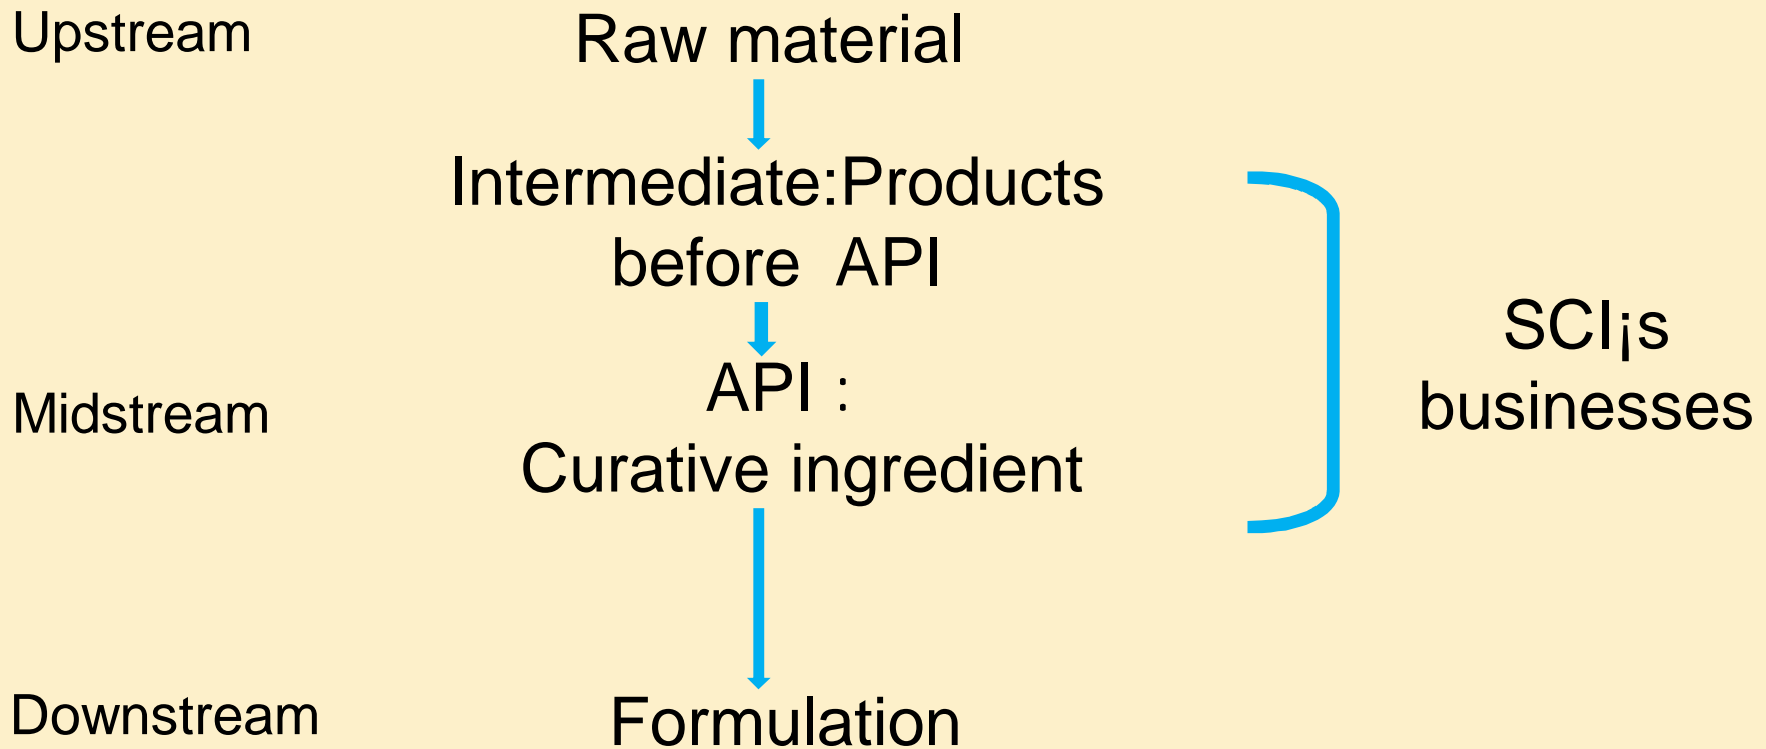 Upstream
Raw material
Intermediate:Products
before API
SCI¡s
businesses
API :
Midstream
Curative ingredient
Downstream
Formulation